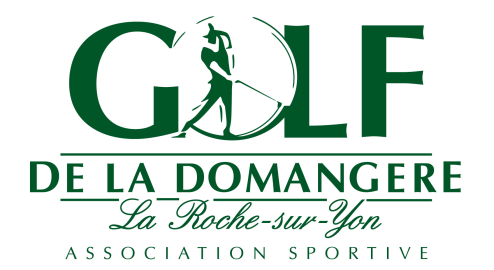 GOLF
DE LA DOMANGERE
La Roche-sur-Yon
ASSOCIATION SPORTIVE